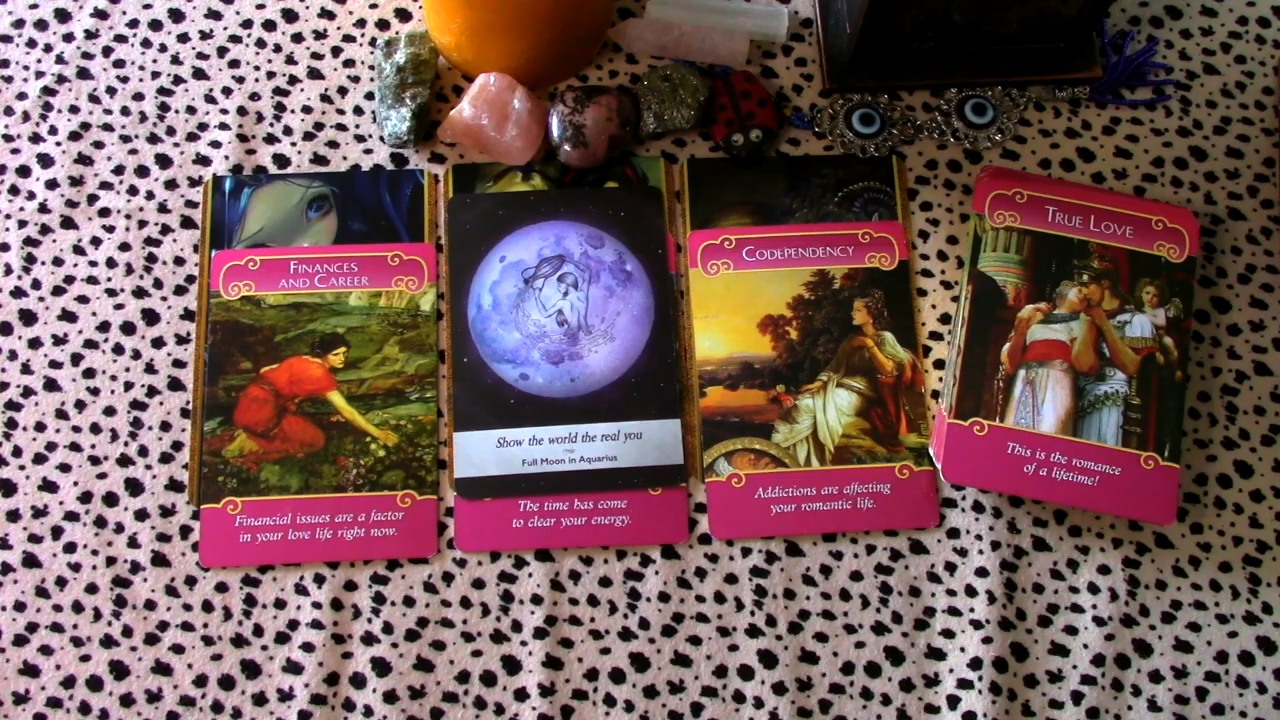 FINANCES
AND CAREER
Financial issues are a factor
in your love life right now.
Show the world the real you
Full Moon in Aquarius
The time has come
to clear your energy.
CODEPENDENCY
Addictions are affecting
your romantic life.
TRUE LOVE
This is the romance
of a lifetime!